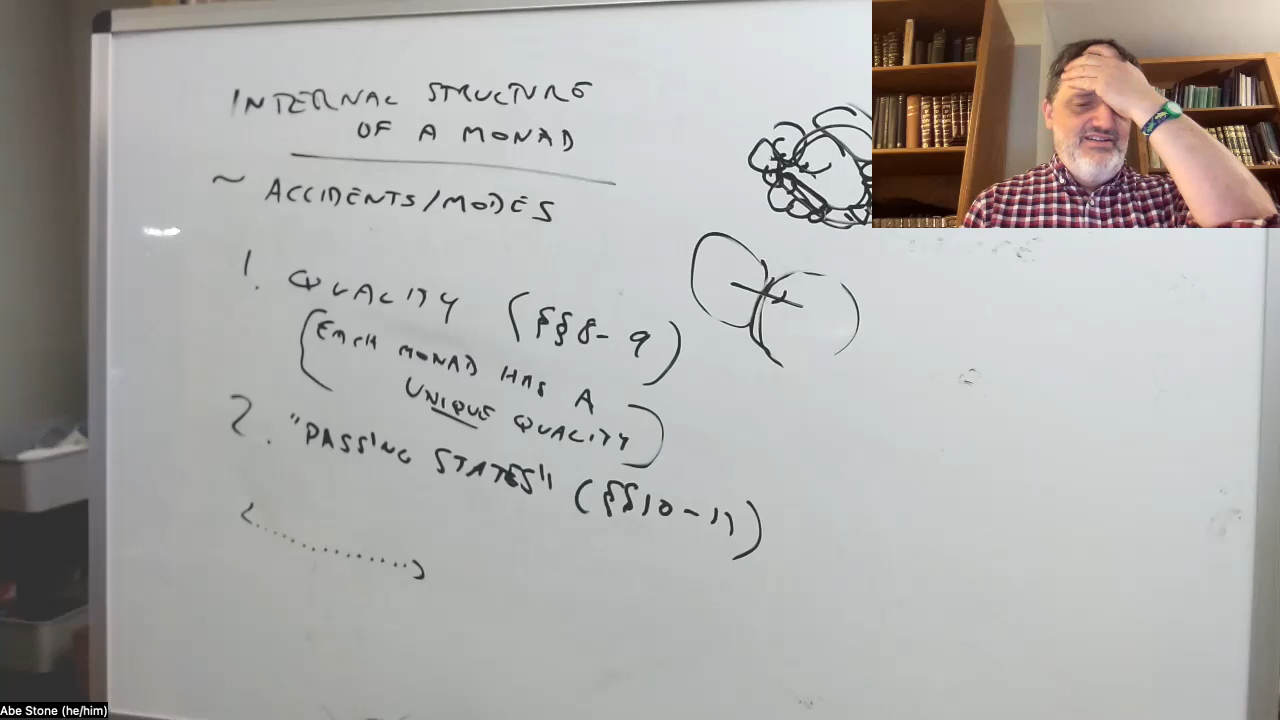 INTERNAL STRUCTURE
OF A MONAD
~ ACCIDENTS/MODES
1. QUALITY (§§8-9)
(EACH MONAD HAS A
UNIQUE QUALITY)
2. "PASSING STATES" (§§10-11)
Abe Stone (he/him)